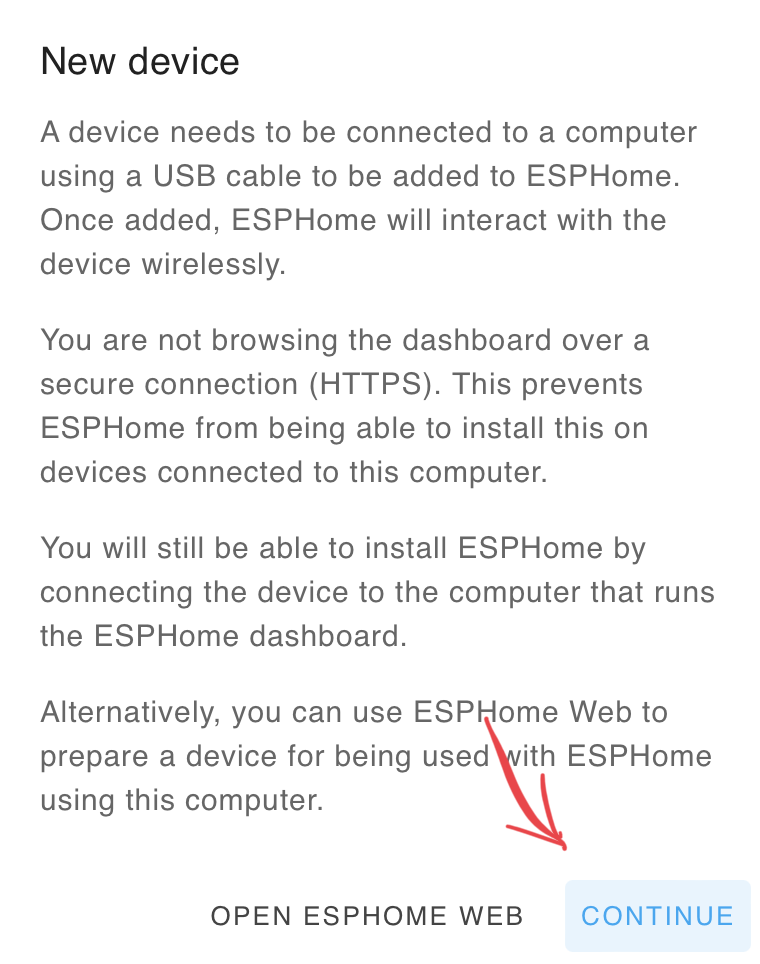 New device
A device needs to be connected to a computer
using a USB cable to be added to ESPHome.
Once added, ESPHome will interact with the
device wirelessly.
You are not browsing the dashboard over a
secure connection (HTTPS). This prevents
ESPHome from being able to install this on
devices connected to this computer.
You will still be able to install ESPHome by
connecting the device to the computer that runs
the ESPHome dashboard.
Alternatively, you can use ESPHome Web to
prepare a device for being used with ESPHome
using this computer.
OPEN ESPHOME WEB CONTINUE